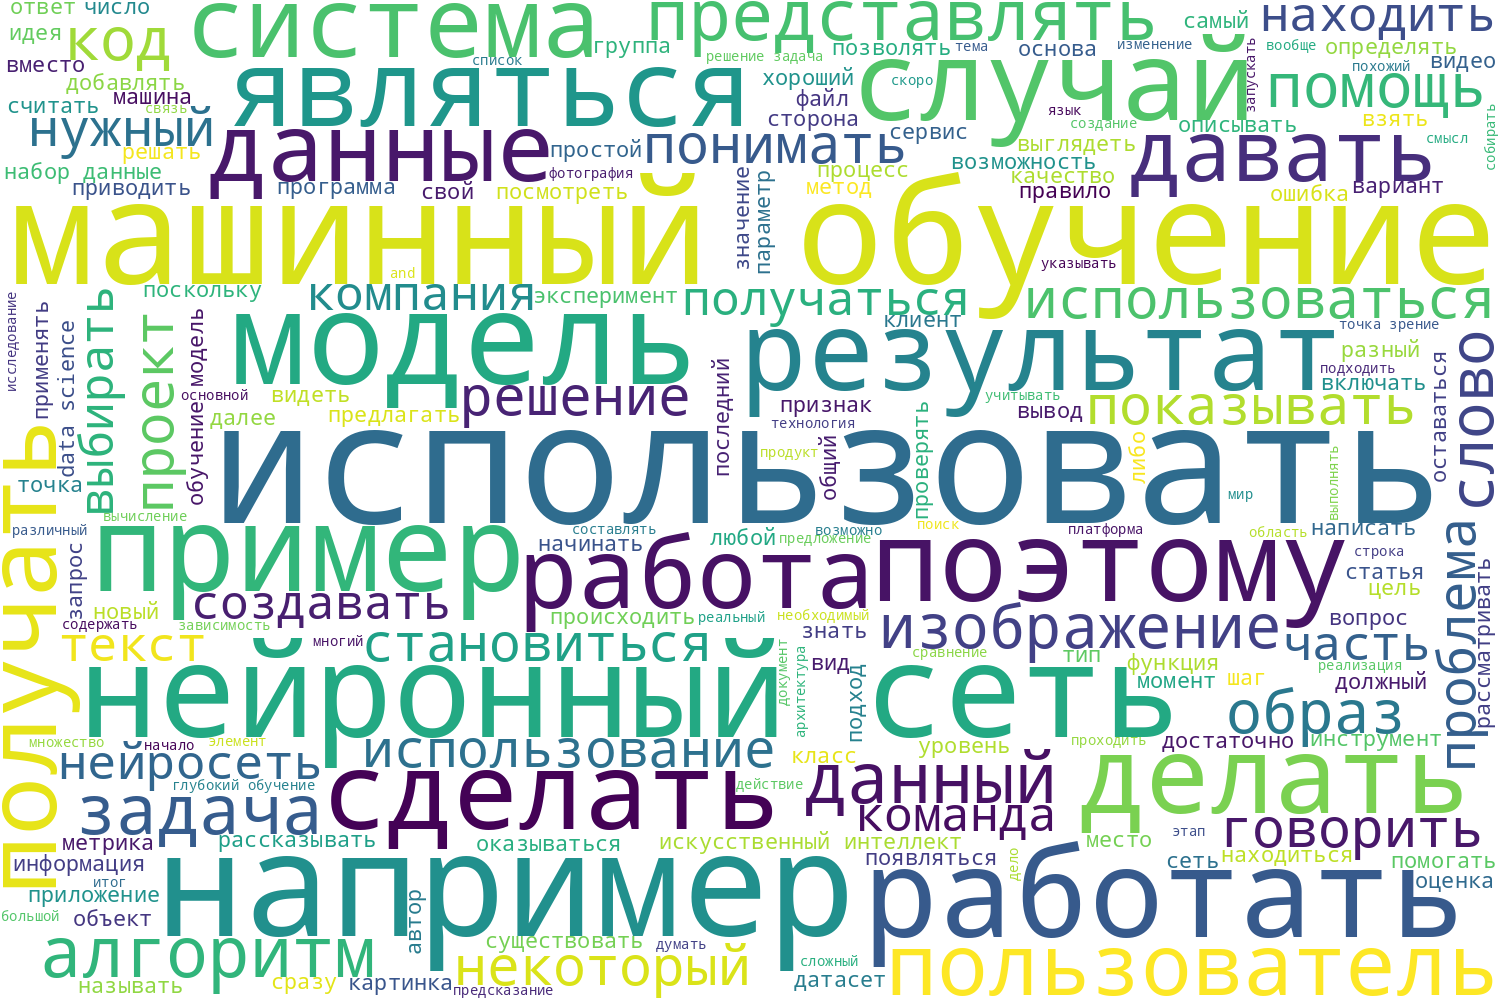 ответ число
система
представлять
самый
находить
идея
код
группа
позволять
тема
основа
изменение
запускать
вообще
определять
вместо
список
решение задача
случай
похожий
видео
добавлять
являться
хороший
скоро
помощь
считать
машина
связь
файл
язык
нужный
данные
сторона
сервис
создание
описывать
взять
смысл
собирать
решать
простой
понимать
выглядеть
давать
набор данные
фотография
процесс
возможность
качество
приводить
программа
свой
посмотреть
значение
параметр
метод
правило
ошибка
вариант
машинный
обучение
and
указывать
исследование
поскольку
компания
эксперимент
получаться
использоваться
применять
data science
выбирать
проект
обучение модель
модель
клиент
результат
точка зрение
разный
слово
основной
видеть
решение
последний
признак
учитывать
подходить
включать
далее
предлагать
технология
вывод
показывать
оставаться
получать
точка
использовать
продукт
общий
проверять
либо
мир
выполнять
различный
вычисление
пример
составлять
возможно
поиск
платформа
область
написать
запрос
начинать
любой
предложение
работа
поэтому
строка
статья
цель
проблема
рассматривать
новый
создавать
происходить
реальный
необходимый
содержать
зависимость
многий
знать
изображение
вопрос
текст
становиться
документ
архитектура
вид
подход
сравнение
тип
функция
часть
реализация
нейронный
сеть
момент
шаг
должный
образ
множество
начало
элемент
нейросеть
использование
класс
уровень
проходить
достаточно
инструмент
глубокий обучение
сделать
действие
данный
делать
задача
команда
этап
говорить
метрика
рассказывать
оказываться
искусственный интеллект
место
информация
например
появляться
дело
работать
сеть
находиться
помогать
итог
приложение
оценка
большой
объект
автор
алгоритм
существовать
думать
некоторый
сложный
пользователь
называть
сразу
картинка
предсказание
датасет